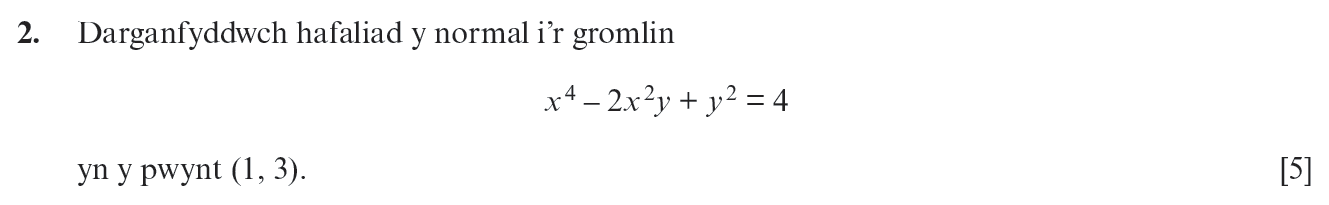 2. Darganfyddwch hafaliad y normal i’r gromlin
x⁴ – 2x²y + y² = 4
yn y pwynt (1, 3). [5]